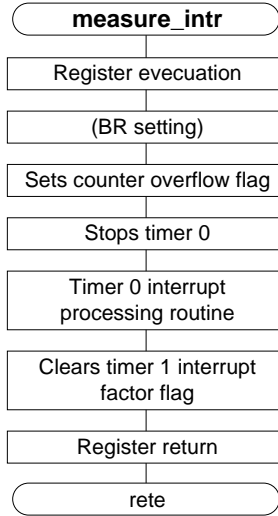 measure_intr
Register evecuation
(BR setting)
Sets counter overflow flag
Stops timer 0
Timer 0 interrupt
processing routine
Clears timer 1 interrupt
factor flag
Register return
rete